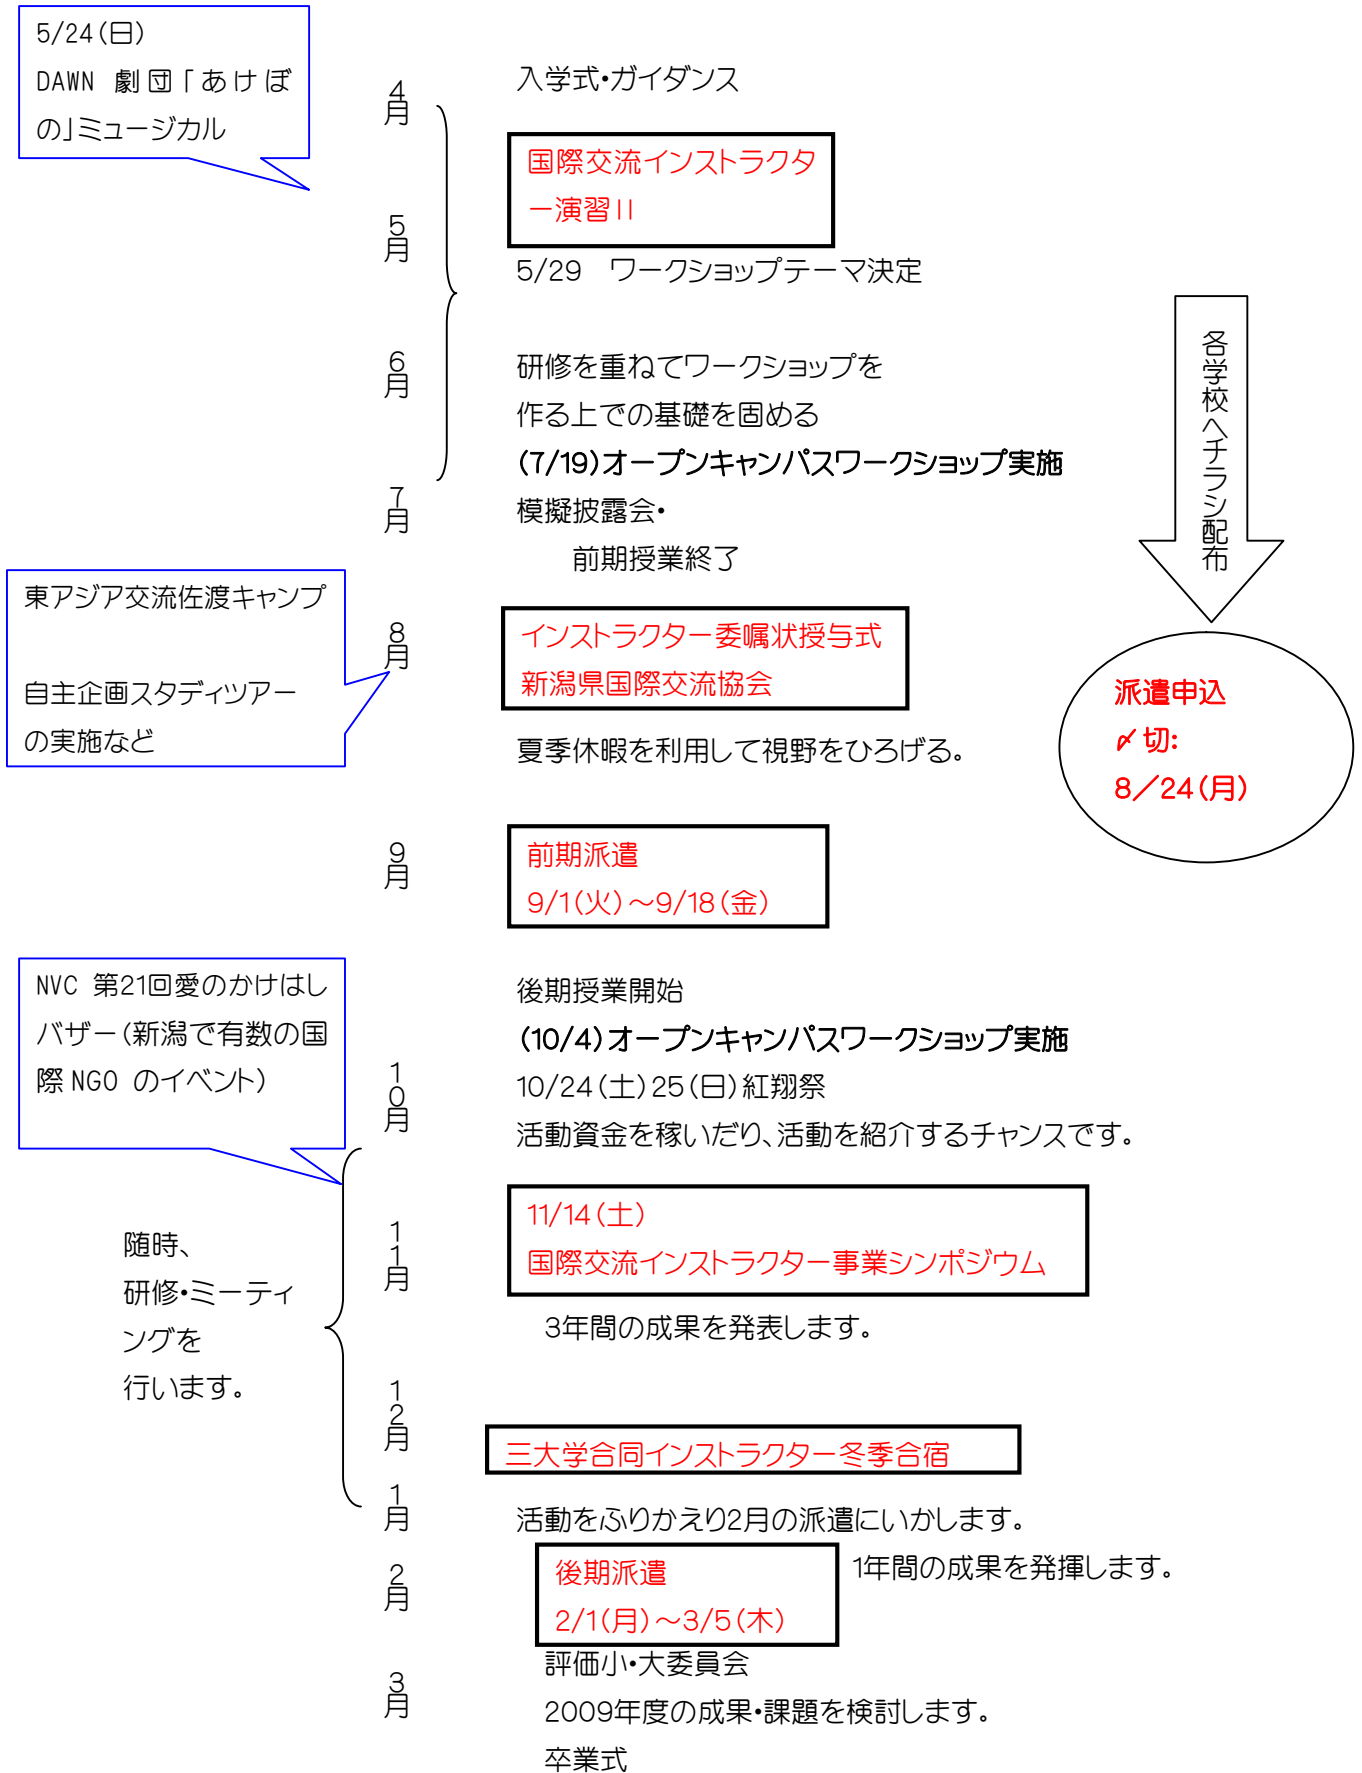 5/24(日)
DAWN 劇団「あけぼ
の」ミュージカル
4月
入学式・ガイダンス
国際交流インストラクタ
ー演習II
5月
5/29　ワークショップテーマ決定
6月
研修を重ねてワークショップを
作る上での基礎を固める
(7/19)オープンキャンパスワークショップ実施
7月
模擬披露会・
前期授業終了
各学校へチラシ配布
東アジア交流佐渡キャンプ
自主企画スタディツアー
の実施など
8月
インストラクター委嘱状授与式
新潟県国際交流協会
夏季休暇を利用して視野をひろげる。
派遣申込
〆切:
8/24(月)
9月
前期派遣
9/1(火)～9/18(金)
NVC 第21回愛のかけはし
バザー(新潟で有数の国
際 NGO のイベント)
10月
後期授業開始
(10/4)オープンキャンパスワークショップ実施
10/24(土)25(日)紅翔祭
活動資金を稼いだり、活動を紹介するチャンスです。
随時、
研修・ミーティ
ングを
行います。
11月
11/14(土)
国際交流インストラクター事業シンポジウム
3年間の成果を発表します。
12月
三大学合同インストラクター冬季合宿
1月
活動をふりかえり2月の派遣にいかします。
2月
後期派遣
2/1(月)～3/5(木)
1年間の成果を発揮します。
3月
評価小・大委員会
2009年度の成果・課題を検討します。
卒業式